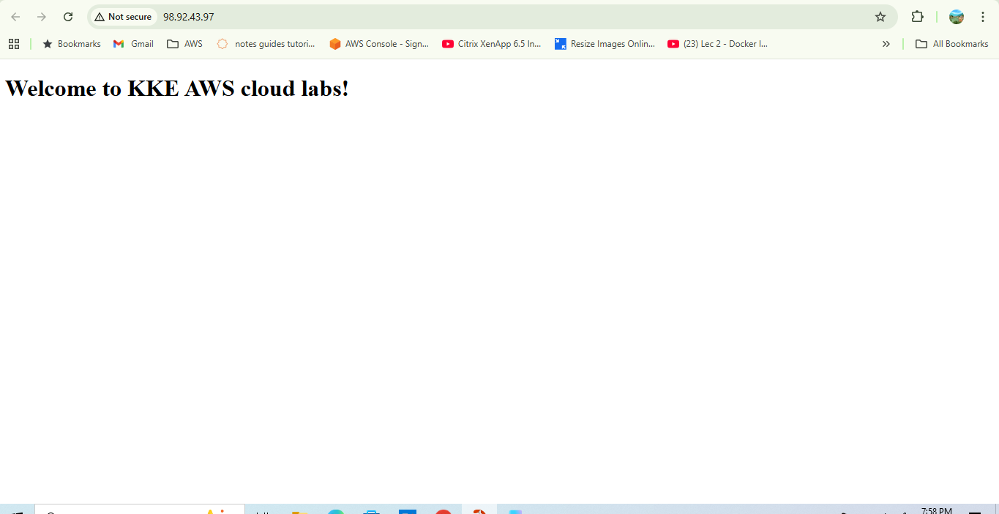 Not secure 98.92.43.97
Bookmarks Gmail AWS notes guides tutori... AWS Console - Sign... Citrix XenApp 6.5 In... Resize Images Onlin... (23) Lec 2 - Docker I... All Bookmarks
Welcome to KKE AWS cloud labs!
7:58 PM